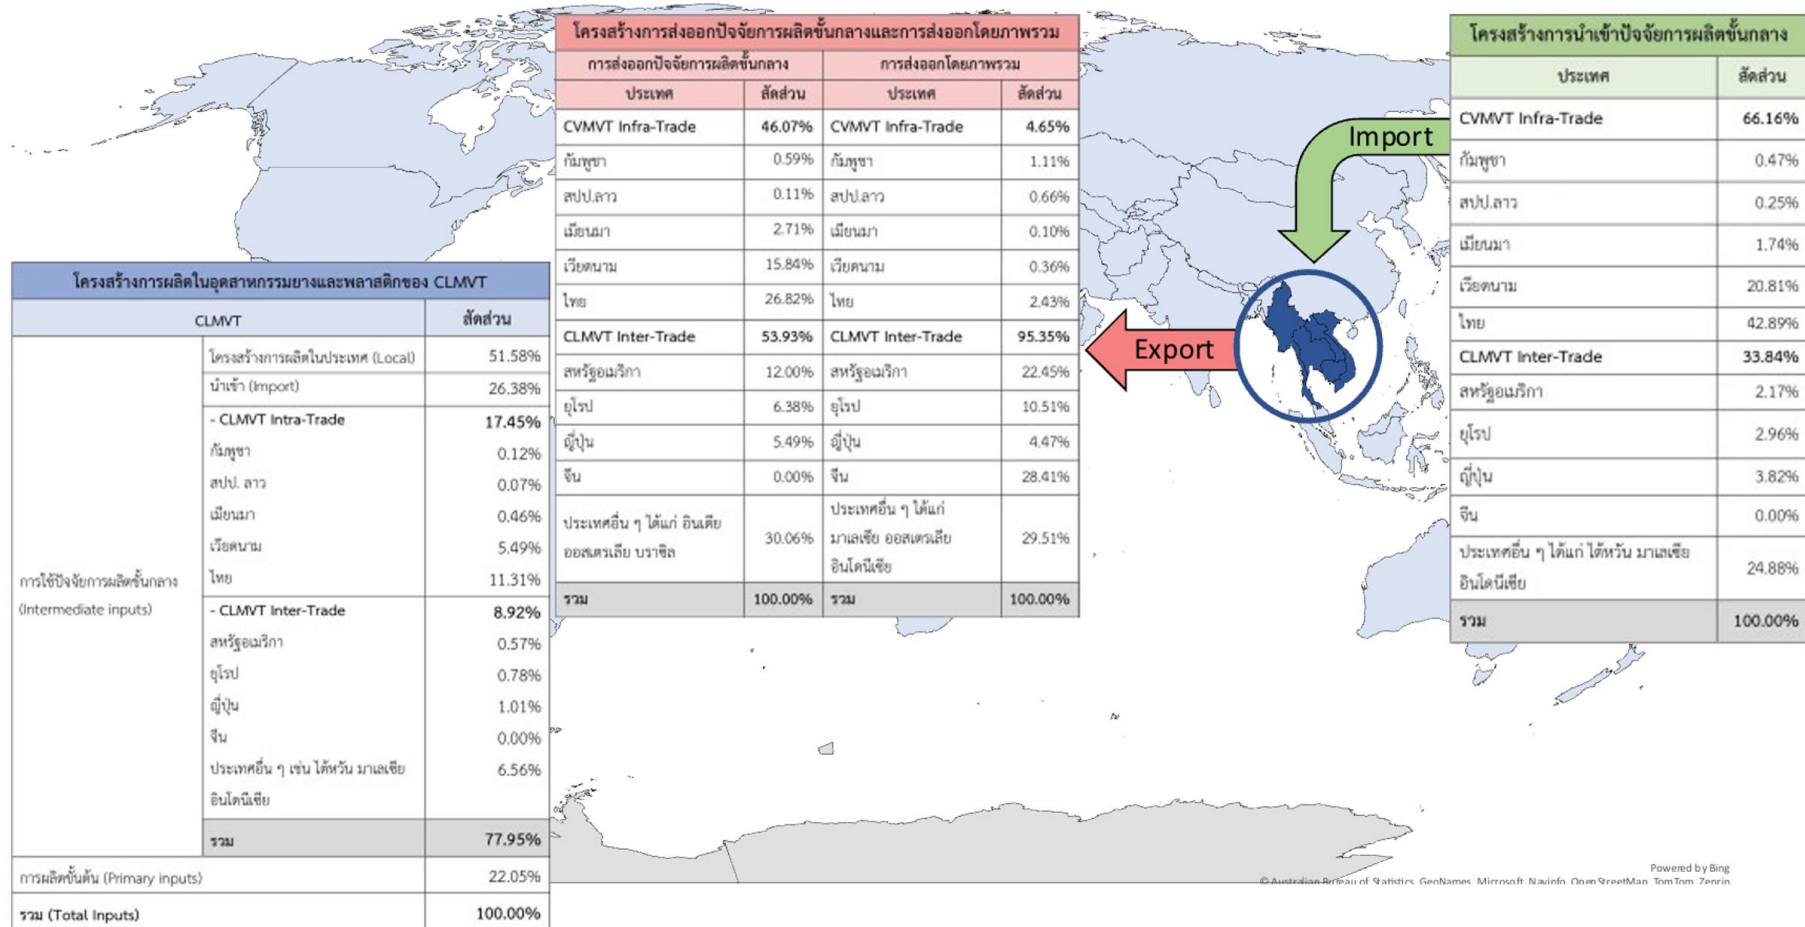 โครงสร้างการส่งออกปัจจัยการผลิตขั้นกลางและการส่งออกโดยภาพรวม
การส่งออกปัจจัยการผลิตขั้นกลาง การส่งออกโดยภาพรวม
ประเทศ สัดส่วน ประเทศ สัดส่วน
CVMVT Infra-Trade 46.07% CVMVT Infra-Trade 4.65%
กัมพูชา 0.59% กัมพูชา 1.11%
สปป.ลาว 0.11% สปป.ลาว 0.66%
เมียนมา 2.71% เมียนมา 0.10%
เวียดนาม 15.84% เวียดนาม 0.36%
ไทย 26.82% ไทย 2.43%
CLMVT Inter-Trade 53.93% CLMVT Inter-Trade 95.35%
สหรัฐอเมริกา 12.00% สหรัฐอเมริกา 22.45%
ยุโรป 6.38% ยุโรป 10.51%
ญี่ปุ่น 5.49% ญี่ปุ่น 4.47%
จีน 0.00% จีน 28.41%
ประเทศอื่น ๆ ได้แก่ อินเดีย
ออสเตรเลีย บราซิล
30.06%
ประเทศอื่น ๆ ได้แก่
มาเลเซีย ออสเตรเลีย
อินโดนีเซีย
29.51%
รวม 100.00% รวม 100.00%
โครงสร้างการนำเข้าปัจจัยการผลิตขั้นกลาง
ประเทศ สัดส่วน
CVMVT Infra-Trade 66.16%
กัมพูชา 0.47%
สปป.ลาว 0.25%
เมียนมา 1.74%
เวียดนาม 20.81%
ไทย 42.89%
CLMVT Inter-Trade 33.84%
สหรัฐอเมริกา 2.17%
ยุโรป 2.96%
ญี่ปุ่น 3.82%
จีน 0.00%
ประเทศอื่น ๆ ได้แก่ ไต้หวัน มาเลเซีย
อินโดนีเซีย
24.88%
รวม 100.00%
Import
Export
โครงสร้างการผลิตในอุตสาหกรรมยางและพลาสติกของ CLMVT
CLMVT สัดส่วน
การใช้ปัจจัยการผลิตขั้นกลาง
(Intermediate inputs)
โครงสร้างการผลิตในประเทศ (Local) 51.58%
นำเข้า (Import) 26.38%
- CLMVT Intra-Trade 17.45%
กัมพูชา 0.12%
สปป. ลาว 0.07%
เมียนมา 0.46%
เวียดนาม 5.49%
ไทย 11.31%
- CLMVT Inter-Trade 8.92%
สหรัฐอเมริกา 0.57%
ยุโรป 0.78%
ญี่ปุ่น 1.01%
จีน 0.00%
ประเทศอื่น ๆ เช่น ไต้หวัน มาเลเซีย 6.56%
อินโดนีเซีย
รวม 77.95%
การผลิตขั้นต้น (Primary inputs) 22.05%
รวม (Total Inputs) 100.00%
Powered by Bing
© Australian Bureau of Statistics, GeoNames, Microsoft, Navinfo, OpenStreetMap, TomTom, Zenrin